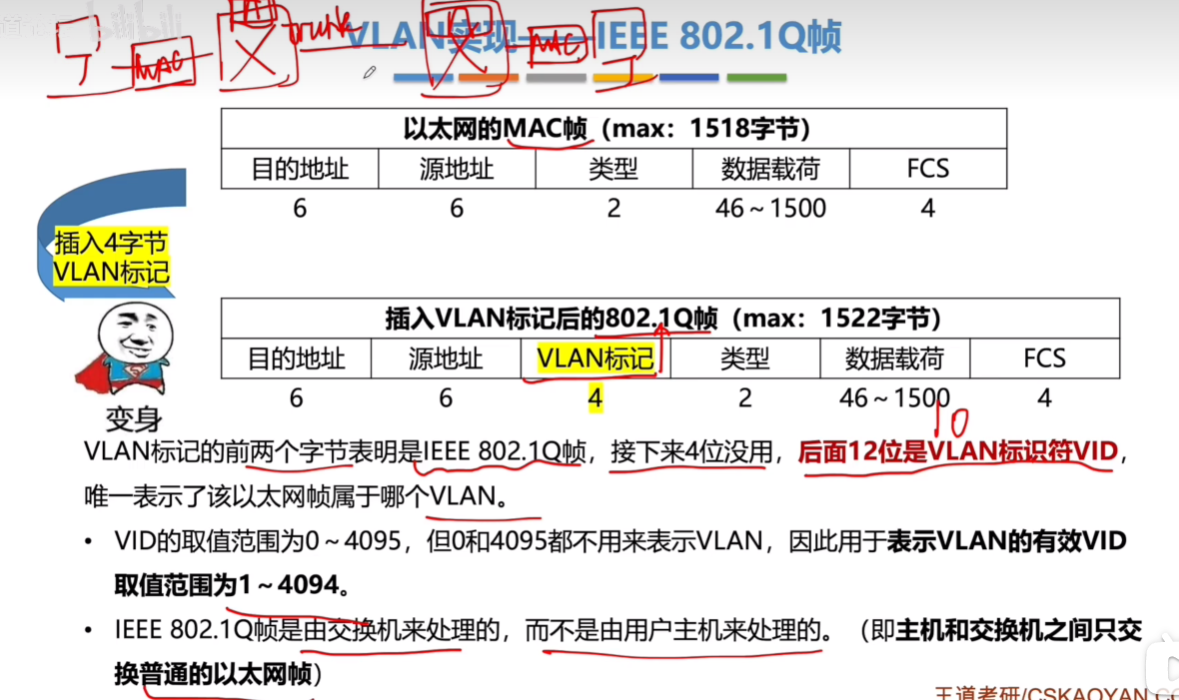 bilibili
VLAN实现——IEEE 802.1Q帧
trunk
MAC
MAC
以太网的MAC帧（max：1518字节）
目的地址 源地址 类型 数据载荷 FCS
6 6 2 46～1500 4
插入4字节
VLAN标记
插入VLAN标记后的802.1Q帧（max：1522字节）
目的地址 源地址 VLAN标记 类型 数据载荷 FCS
6 6 4 2 46～1500 4
变身
10
VLAN标记的前两个字节表明是IEEE 802.1Q帧，接下来4位没用，后面12位是VLAN标识符VID，
唯一表示了该以太网帧属于哪个VLAN。
• VID的取值范围为0～4095，但0和4095都不用来表示VLAN，因此用于表示VLAN的有效VID
取值范围为1～4094。
• IEEE 802.1Q帧是由交换机来处理的，而不是由用户主机来处理的。（即主机和交换机之间只交
换普通的以太网帧）
王道考研/CSKAOYAN.CO